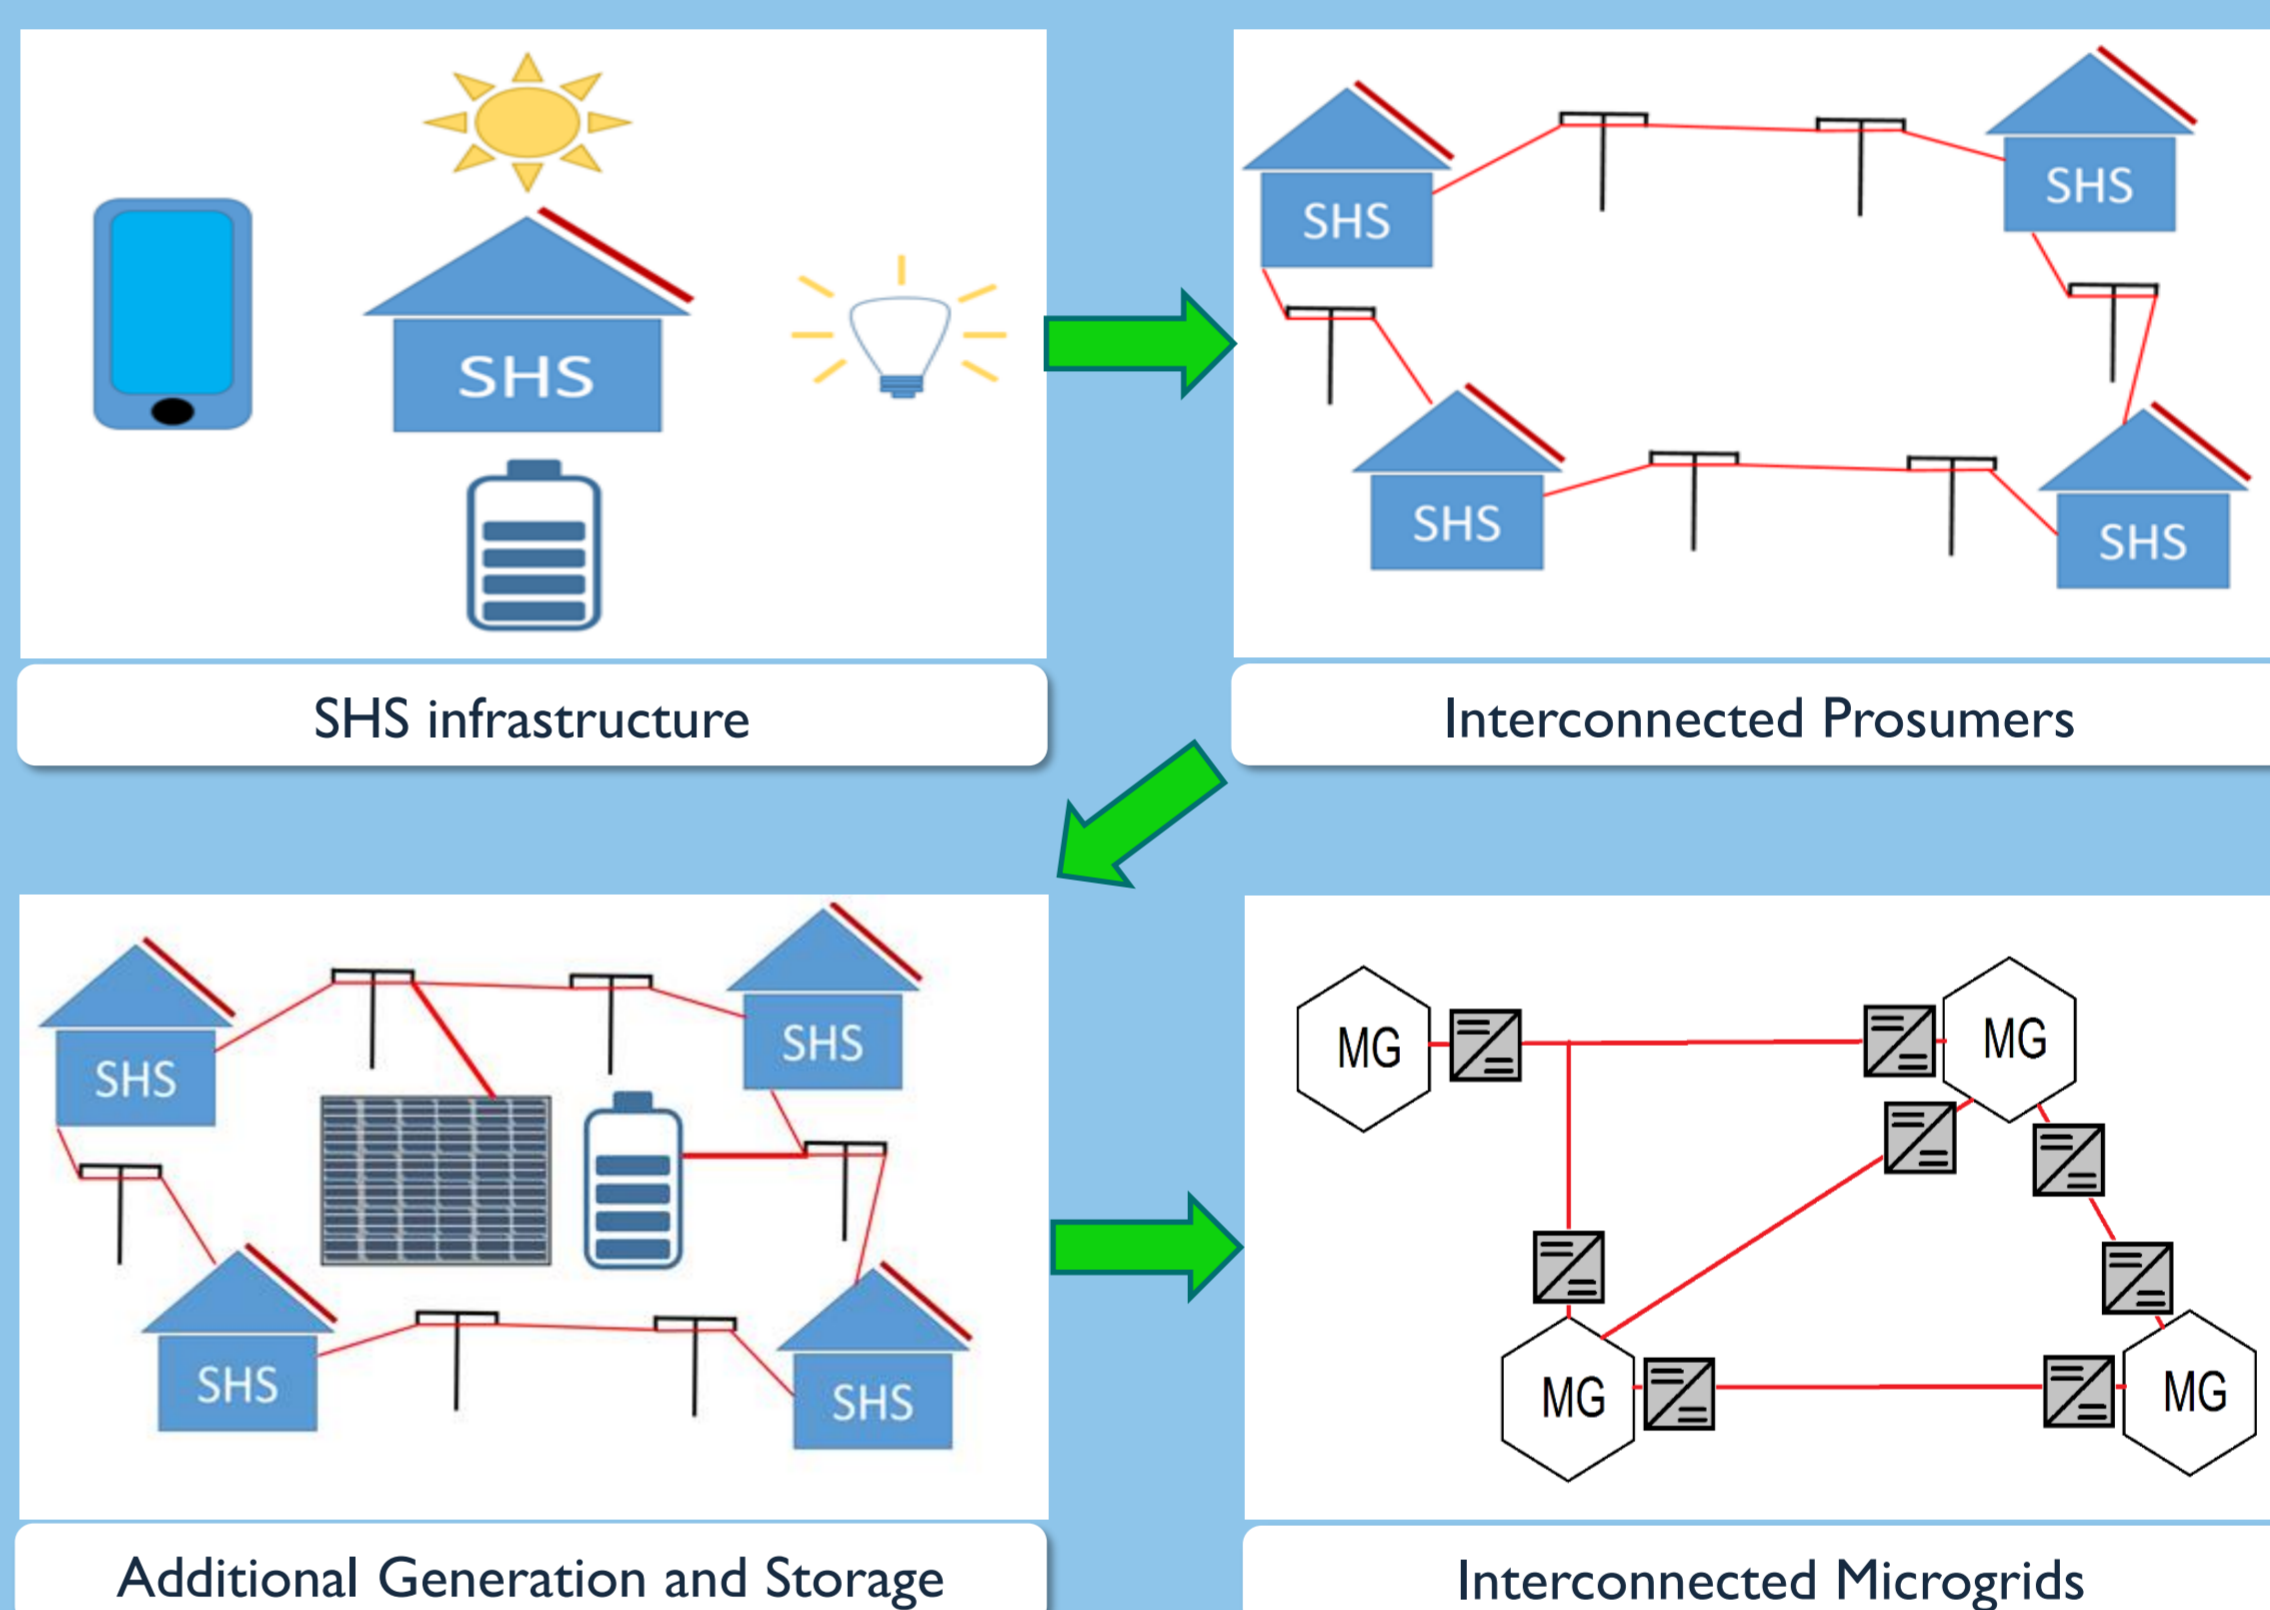 SHS
SHS infrastructure
SHS
SHS
SHS
SHS
Interconnected Prosumers
SHS
SHS
SHS
SHS
Additional Generation and Storage
MG
MG
MG
MG
Interconnected Microgrids